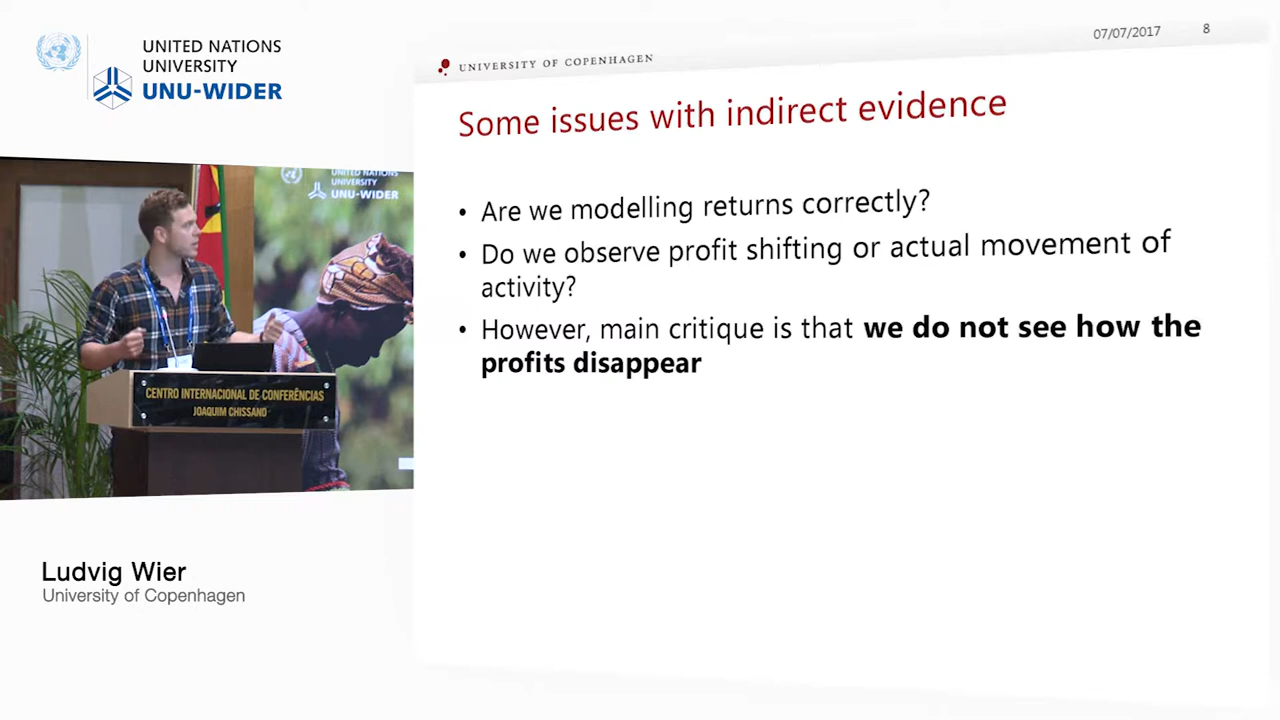 UNITED NATIONS
UNIVERSITY
UNU-WIDER
UNITED NATIONS
UNIVERSITY
UNU-WIDER
CENTRO INTERNACIONAL DE CONFERÊNCIAS
JOAQUIM CHISSANO
Ludvig Wier
University of Copenhagen
UNIVERSITY OF COPENHAGEN
07/07/2017
8
Some issues with indirect evidence
• Are we modelling returns correctly?
• Do we observe profit shifting or actual movement of
activity?
• However, main critique is that we do not see how the
profits disappear